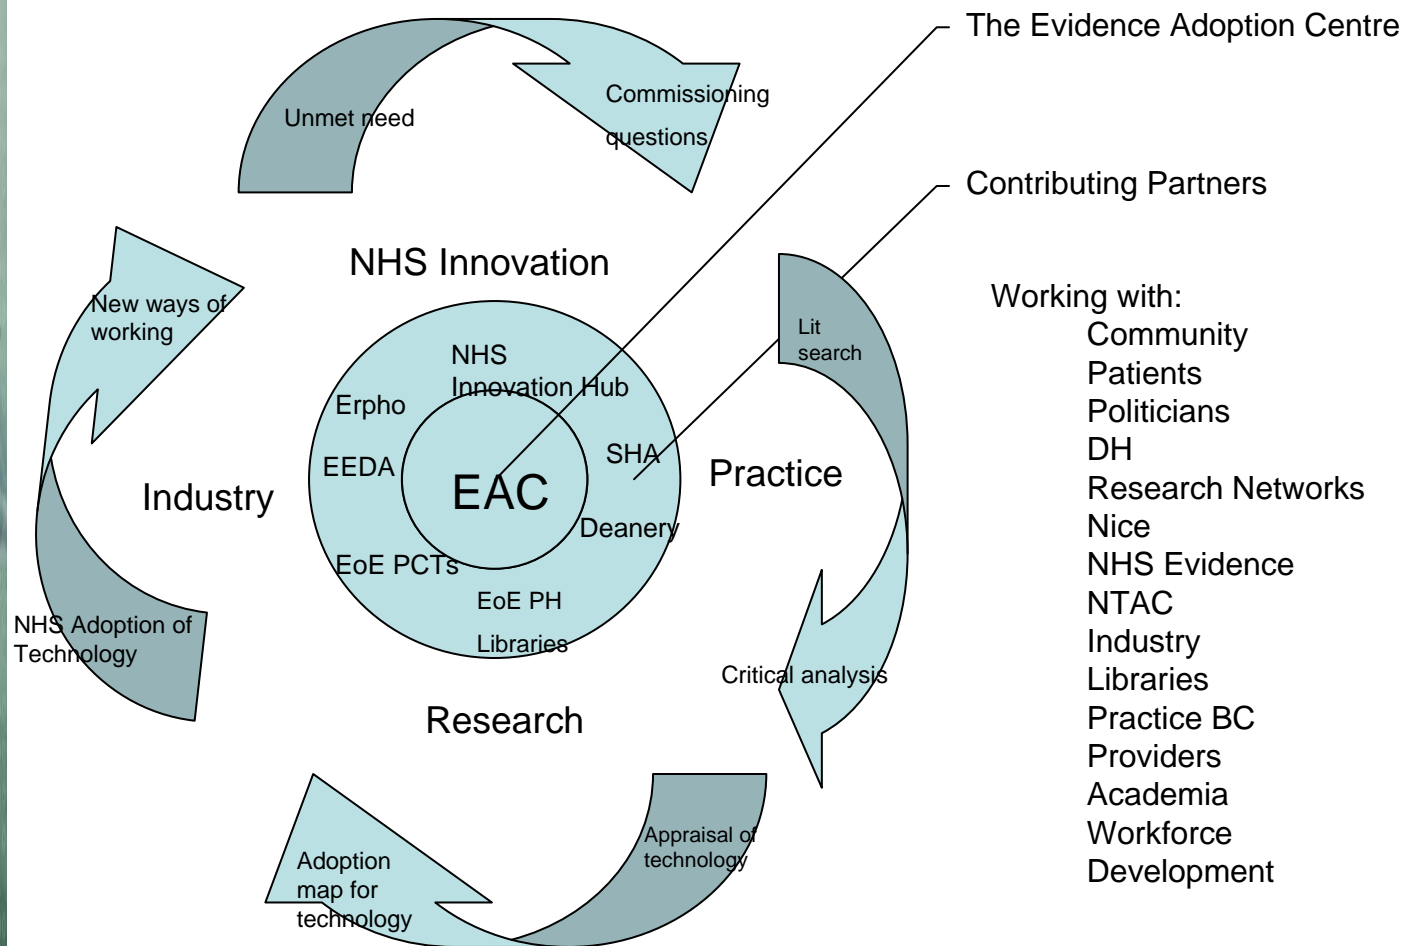 The Evidence Adoption Centre
Unmet need
Commissioning
questions
Contributing Partners
NHS Innovation
New ways of
working
Lit
search
Working with:
Community
Patients
Politicians
DH
Research Networks
Nice
NHS Evidence
NTAC
Industry
Libraries
Practice BC
Providers
Academia
Workforce
Development
NHS
Innovation Hub
Erpho
EEDA
SHA
EAC
Deanery
EoE PCTs
EoE PH
Libraries
Industry
Practice
NHS Adoption of
Technology
Critical analysis
Research
Appraisal of
technology
Adoption
map for
technology